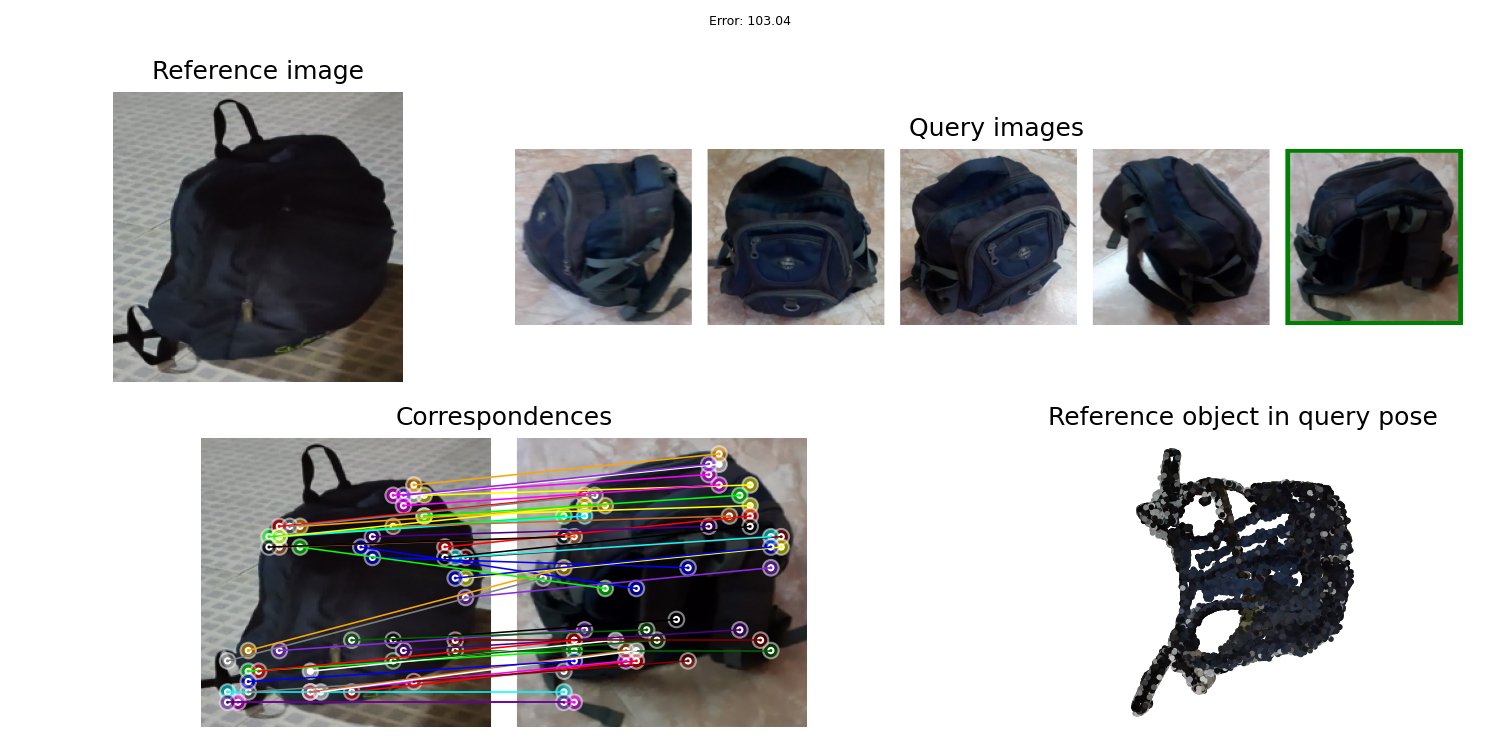 Error: 103.04
Reference image
Query images
Correspondences
Reference object in query pose